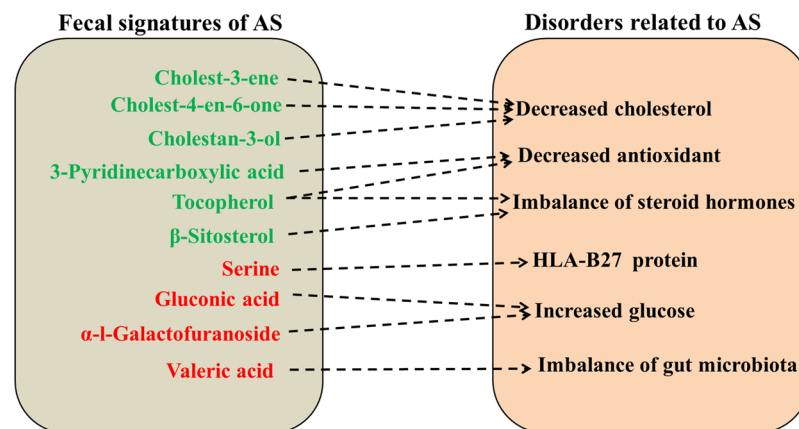 Fecal signatures of AS
Disorders related to AS
Cholest-3-ene
Cholest-4-en-6-one
Cholestan-3-ol
3-Pyridinecarboxylic acid
Tocopherol
β-Sitosterol
Serine
Gluconic acid
α-l-Galactofuranoside
Valeric acid
Decreased cholesterol
Decreased antioxidant
Imbalance of steroid hormones
HLA-B27 protein
Increased glucose
Imbalance of gut microbiota